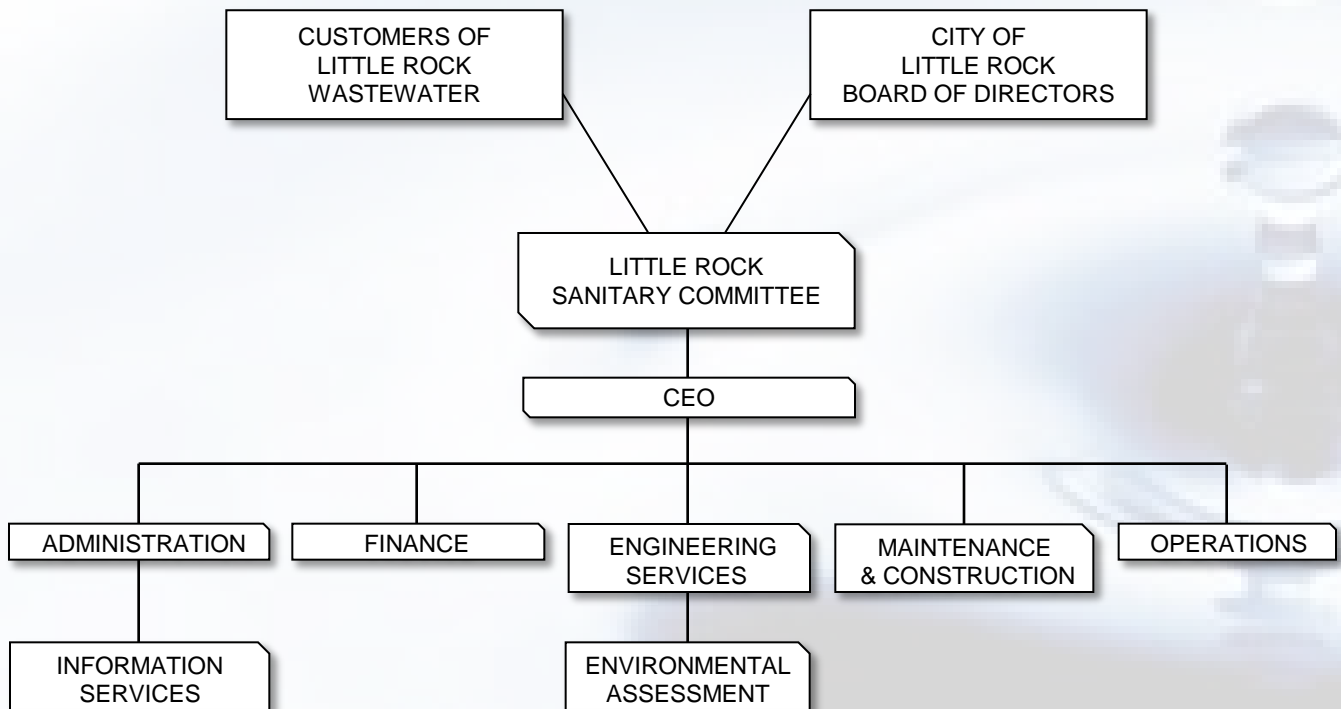 CUSTOMERS OF
LITTLE ROCK
WASTEWATER
CITY OF
LITTLE ROCK
BOARD OF DIRECTORS
LITTLE ROCK
SANITARY COMMITTEE
CEO
ADMINISTRATION
FINANCE
ENGINEERING
SERVICES
MAINTENANCE
& CONSTRUCTION
OPERATIONS
INFORMATION
SERVICES
ENVIRONMENTAL
ASSESSMENT